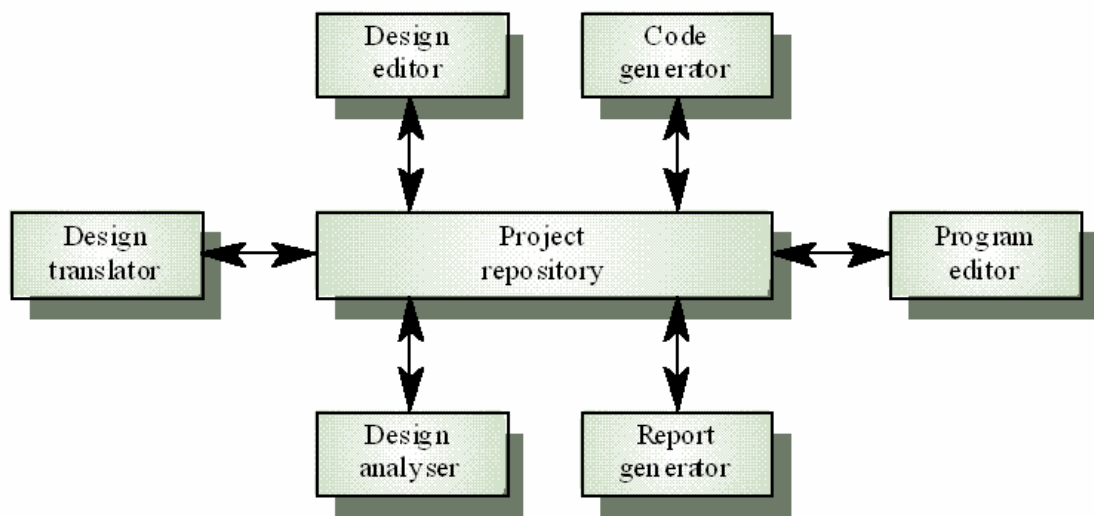 Design
editor
Code
generator
Design
translator
Project
repository
Program
editor
Design
analyser
Report
generator